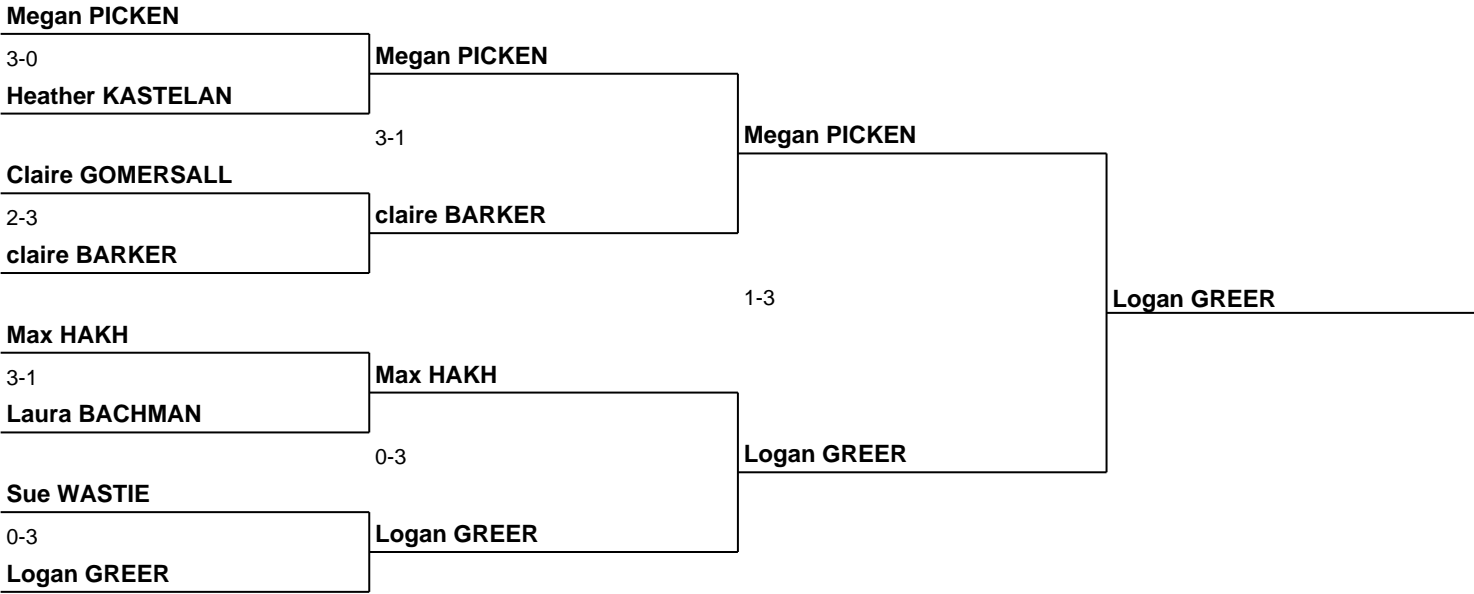 Megan PICKEN
3-0
Megan PICKEN
Heather KASTELAN
3-1
Megan PICKEN
Claire GOMERSALL
2-3
claire BARKER
claire BARKER
1-3
Logan GREER
Max HAKH
3-1
Max HAKH
Laura BACHMAN
0-3
Logan GREER
Sue WASTIE
0-3
Logan GREER
Logan GREER